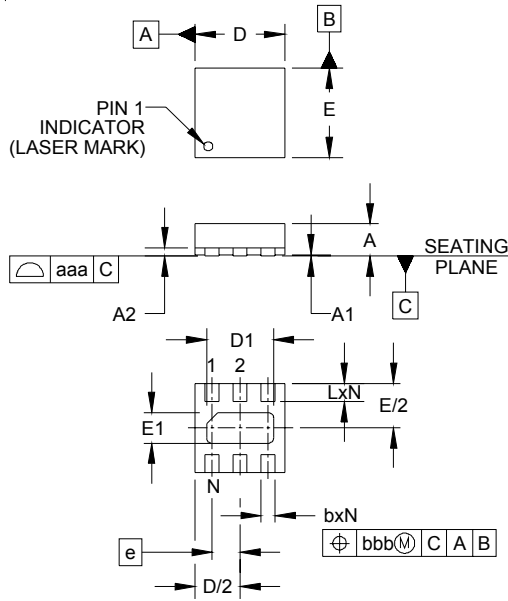 A
D
B
PIN 1
INDICATOR
(LASER MARK)
E
A
SEATING
PLANE
aaa C
C
A2
A1
D1
1 2
LxN
E/2
E1
N
bxN
e
bbb Ⓜ C A B
D/2